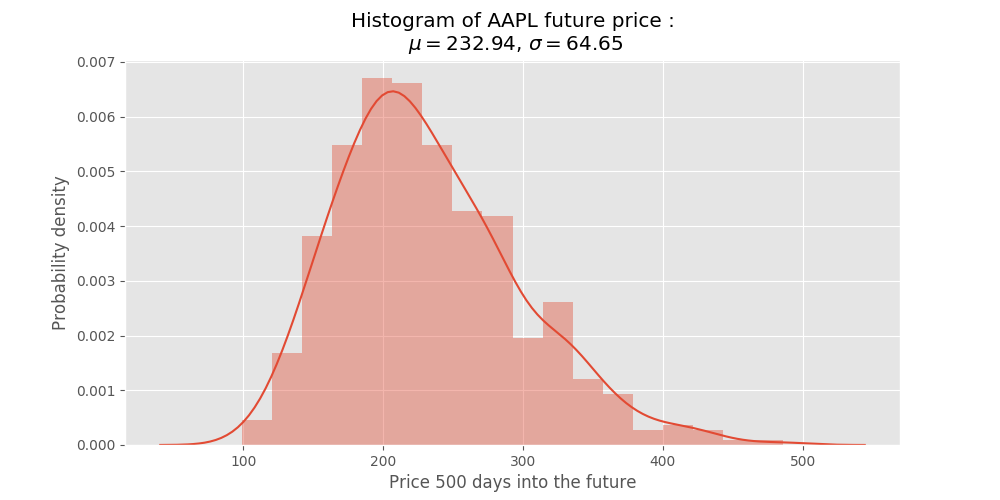 Histogram of AAPL future price :
μ = 232.94, σ = 64.65
Probability density
0.007
0.006
0.005
0.004
0.003
0.002
0.001
0.000
100 200 300 400 500
Price 500 days into the future